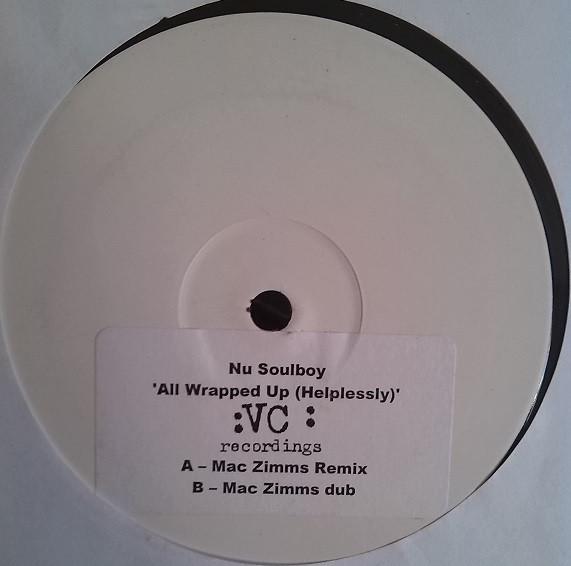 Nu Soulboy
'All Wrapped Up (Helplessly)'
:VC :
recordings
A – Mac Zimms Remix
B – Mac Zimms dub